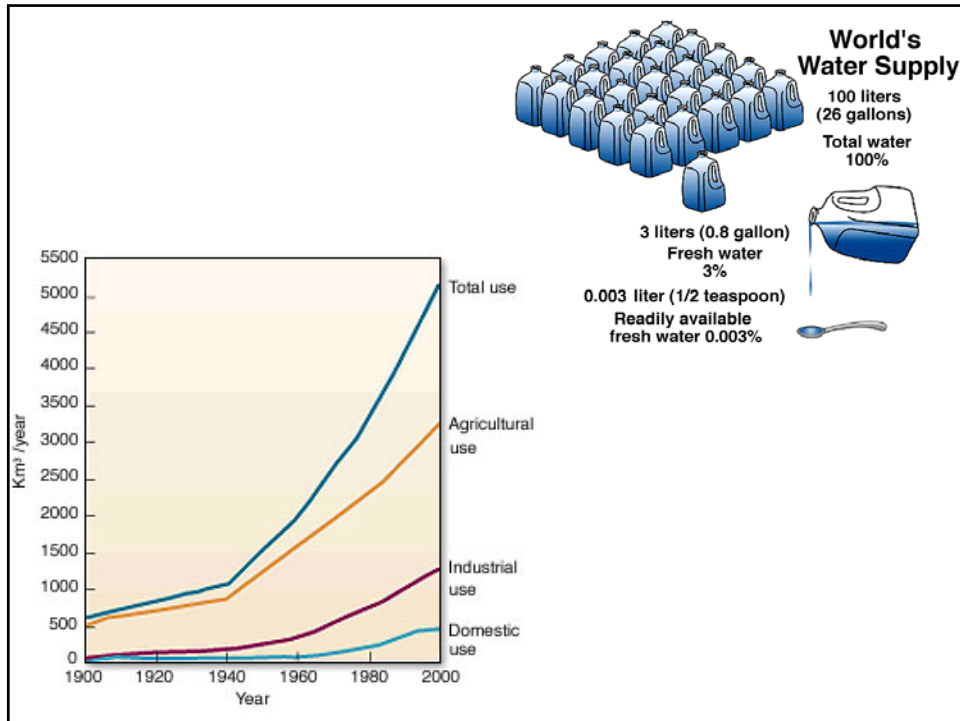 World's
Water Supply
100 liters
(26 gallons)
Total water
100%
3 liters (0.8 gallon)
Fresh water
3%
0.003 liter (1/2 teaspoon)
Readily available
fresh water 0.003%
5500
5000
4500
4000
3500
3000
2500
2000
1500
1000
500
0
Km³/year
1900
1920
1940
1960
1980
2000
Year
Total use
Agricultural
use
Industrial
use
Domestic
use